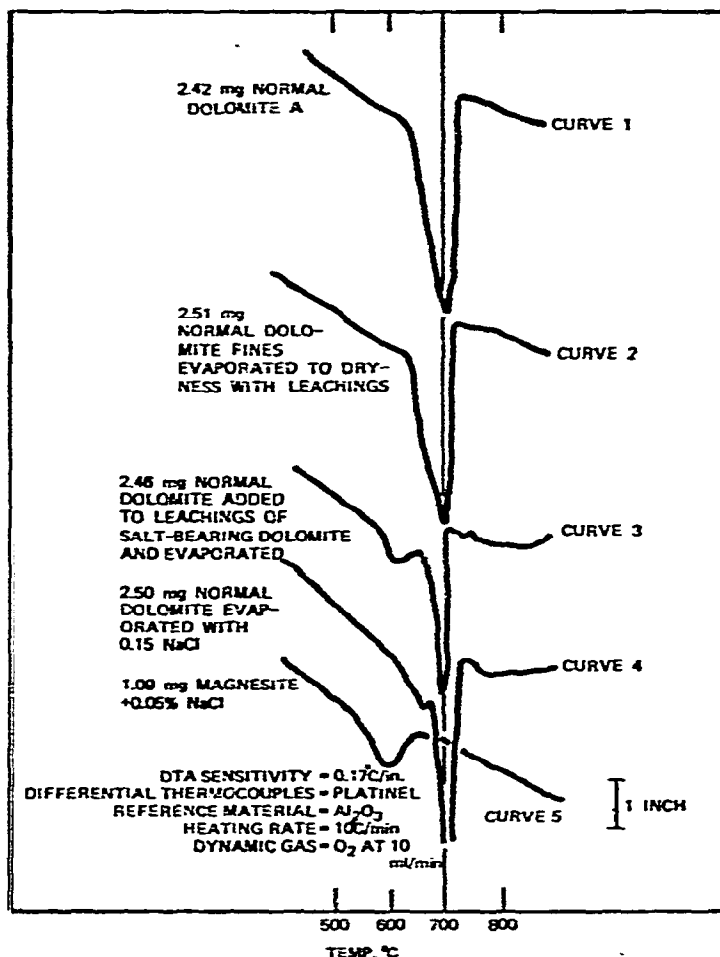 2.42 mg NORMAL
DOLOMITE A
CURVE 1
2.51 mg
NORMAL DOLO-
MITE FINES
EVAPORATED TO DRY-
NESS WITH LEACHINGS
CURVE 2
2.46 mg NORMAL
DOLOMITE ADDED
TO LEACHINGS OF
SALT-BEARING DOLOMITE
AND EVAPORATED
CURVE 3
2.50 mg NORMAL
DOLOMITE EVAP-
ORATED WITH
0.15 NaCl
CURVE 4
1.09 mg MAGNESITE
+0.05% NaCl
CURVE 5
1 INCH
DTA SENSITIVITY = 0.17°C/in.
DIFFERENTIAL THERMOCOUPLES = PLATINEL
REFERENCE MATERIAL = Al2O3
HEATING RATE = 10C/min
DYNAMIC GAS = O2 AT 10
ml/min
500 600 700 800
TEMP, °C